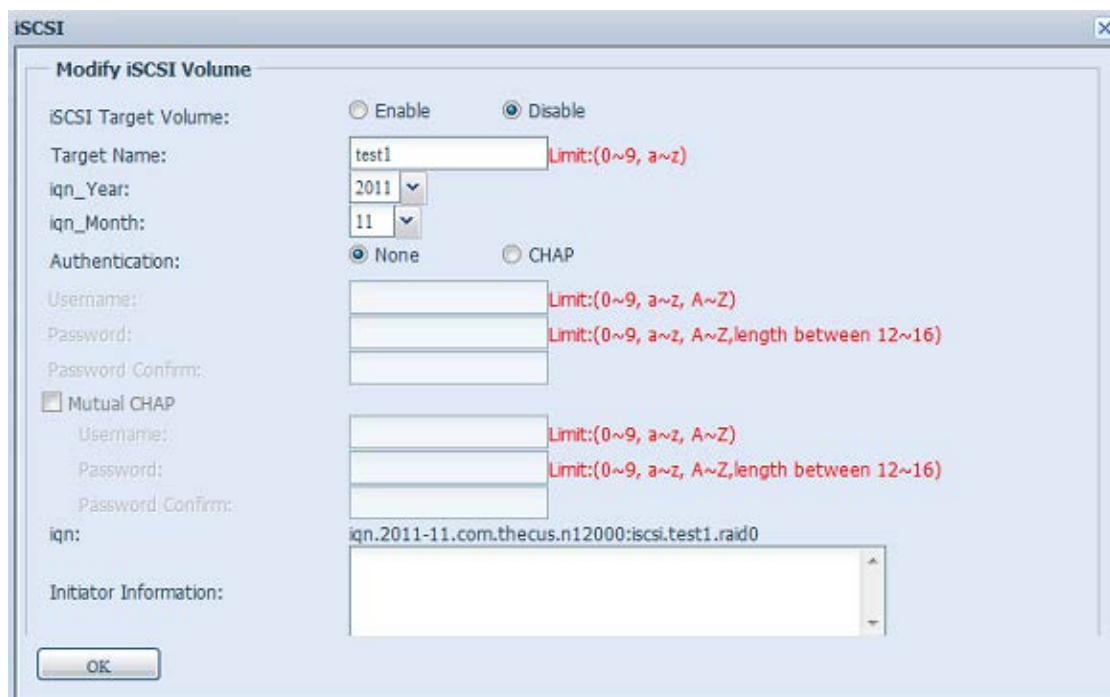 iSCSI
Modify iSCSI Volume
iSCSI Target Volume: Enable Disable
Target Name: test1 Limit:(0~9, a~z)
iqn_Year: 2011
iqn_Month: 11
Authentication: None CHAP
Username: Limit:(0~9, a~z, A~Z)
Password: Limit:(0~9, a~z, A~Z,length between 12~16)
Password Confirm:
Mutual CHAP
Username: Limit:(0~9, a~z, A~Z)
Password: Limit:(0~9, a~z, A~Z,length between 12~16)
Password Confirm:
iqn: iqn.2011-11.com.thecus.n12000:iscsi.test1.raid0
Initiator Information:
OK